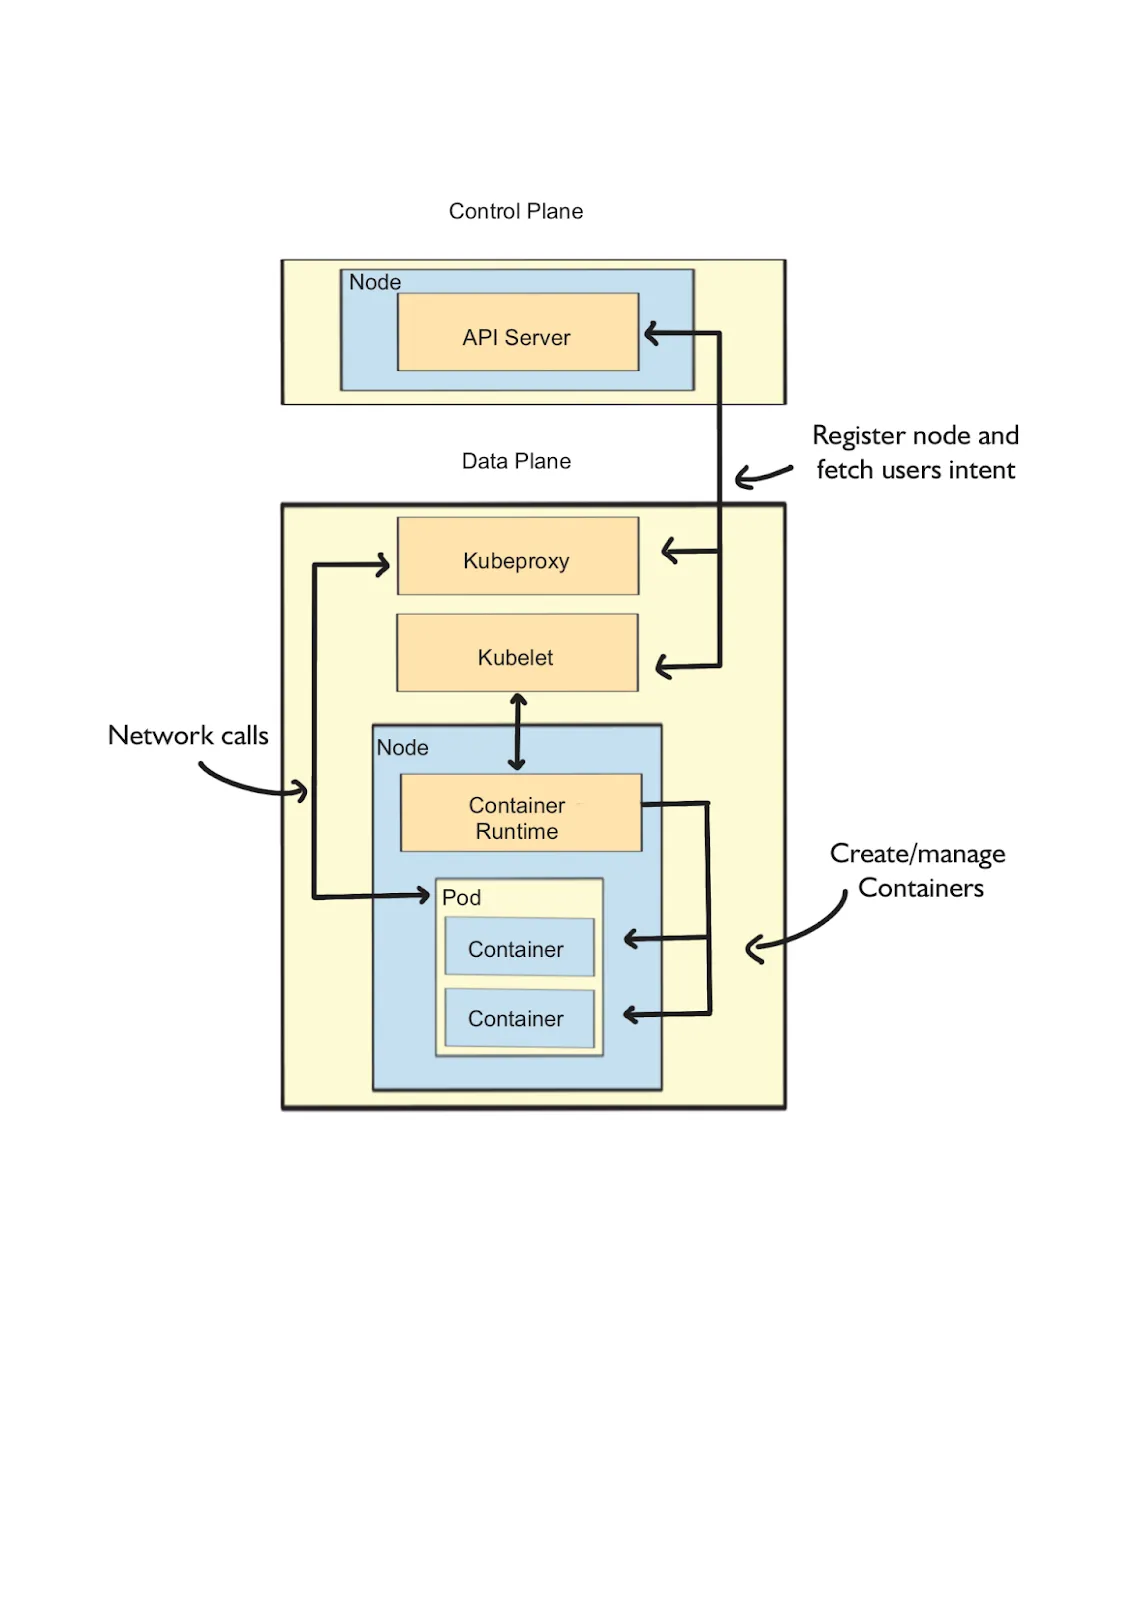 Control Plane
Node
API Server
Register node and
fetch users intent
Data Plane
Kubeproxy
Kubelet
Network calls
Node
Container
Runtime
Create/manage
Containers
Pod
Container
Container